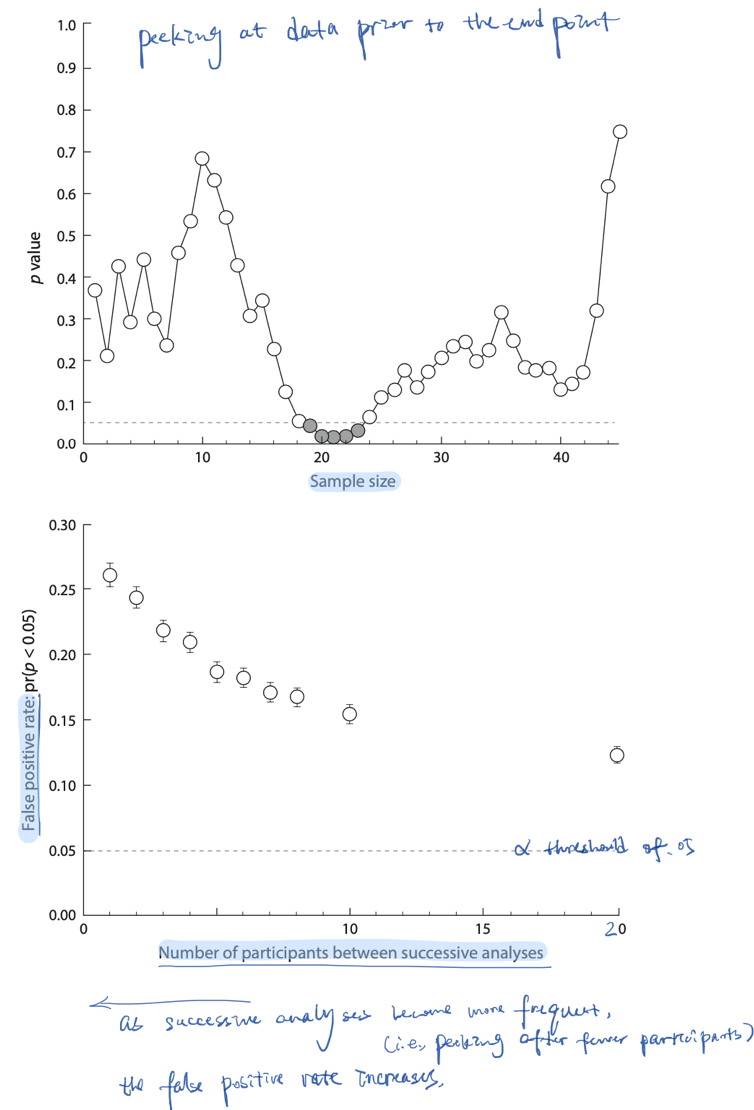 peeking at data prior to the end point
1.0
0.9
0.8
0.7
0.6
0.5
0.4
0.3
0.2
0.1
0.0
p value
0 10 20 30 40
Sample size
0.30
0.25
0.20
0.15
0.10
0.05
0.00
False positive rate: pr(p < 0.05)
α threshold of .05
0 10 15 20
Number of participants between successive analyses
as successive analyses become more frequent,
(i.e., peeking after fewer participants)
the false positive rate increases.